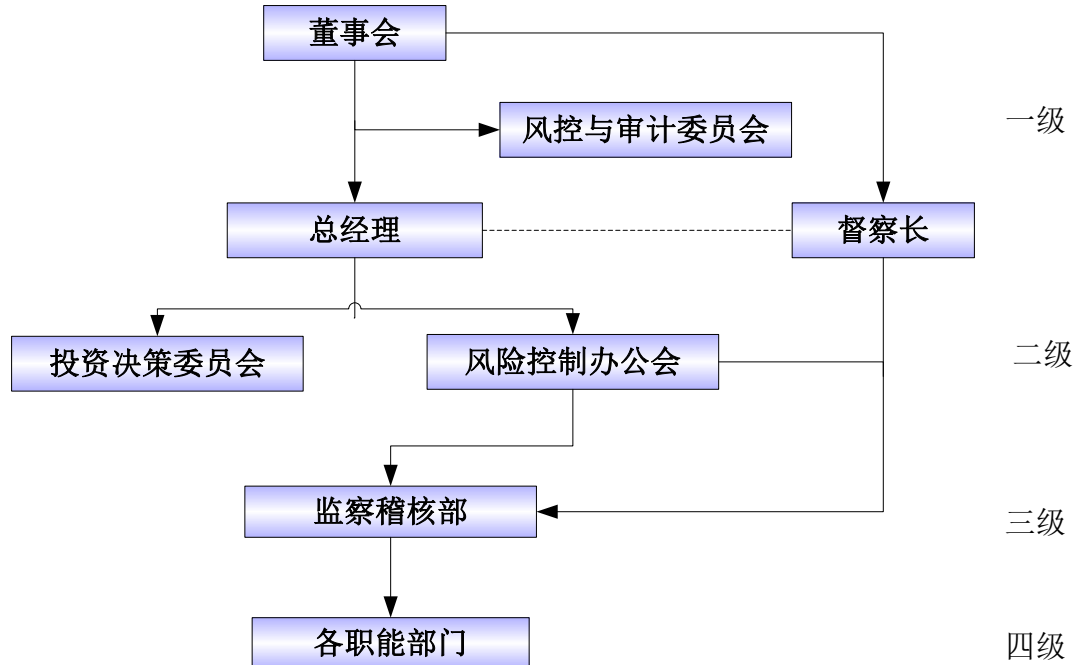 董事会
风控与审计委员会
一级
总经理
督察长
投资决策委员会
风险控制办公会
二级
监察稽核部
三级
各职能部门
四级